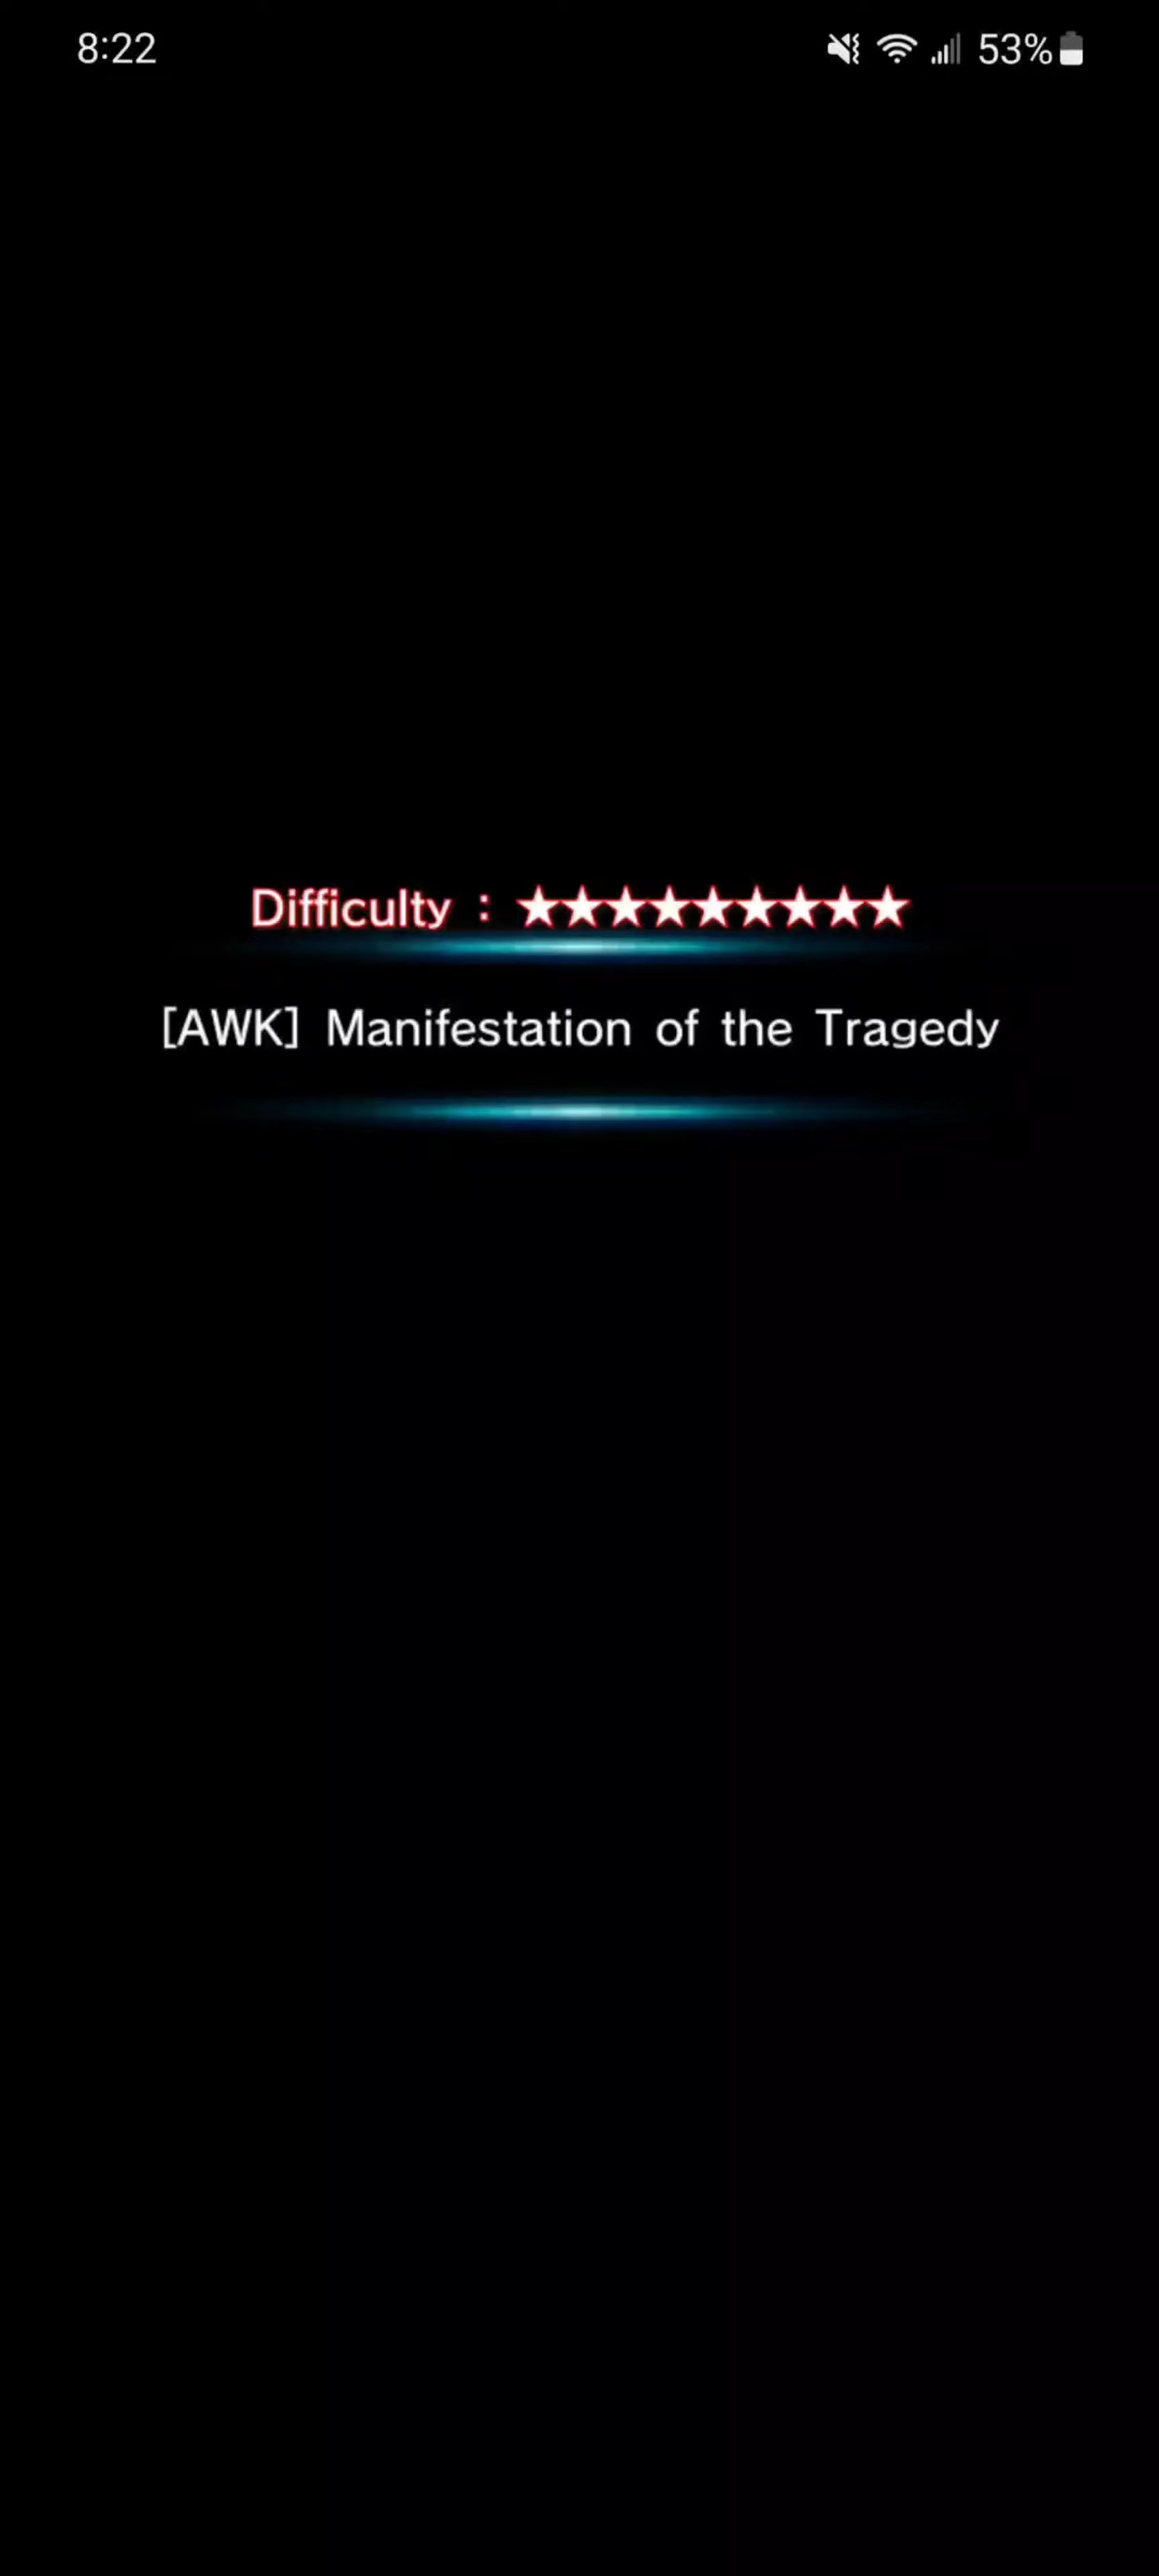 8:22 53%
Difficulty : ★★★★★★★★★
[AWK] Manifestation of the Tragedy